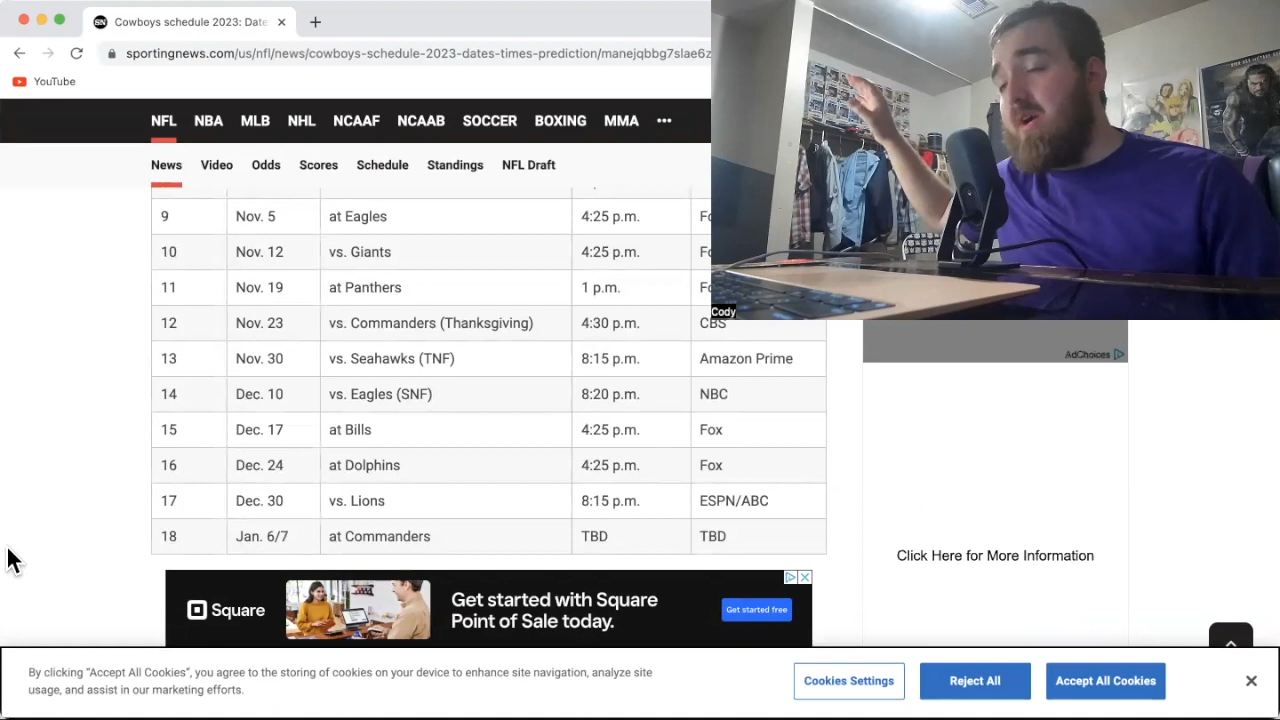 Cowboys schedule 2023: Date
sportingnews.com/us/nfl/news/cowboys-schedule-2023-dates-times-prediction/manejqbbg7slae6z
YouTube
NFL NBA MLB NHL NCAAF NCAAB SOCCER BOXING MMA
News Video Odds Scores Schedule Standings NFL Draft
9 Nov. 5 at Eagles 4:25 p.m. Fo
10 Nov. 12 vs. Giants 4:25 p.m. Fo
11 Nov. 19 at Panthers 1 p.m. Fo
Cody
12 Nov. 23 vs. Commanders (Thanksgiving) 4:30 p.m. CBS
13 Nov. 30 vs. Seahawks (TNF) 8:15 p.m. Amazon Prime
AdChoices
14 Dec. 10 vs. Eagles (SNF) 8:20 p.m. NBC
15 Dec. 17 at Bills 4:25 p.m. Fox
16 Dec. 24 at Dolphins 4:25 p.m. Fox
17 Dec. 30 vs. Lions 8:15 p.m. ESPN/ABC
18 Jan. 6/7 at Commanders TBD TBD
Click Here for More Information
Square
Get started with Square
Point of Sale today.
Get started free
By clicking “Accept All Cookies”, you agree to the storing of cookies on your device to enhance site navigation, analyze site
usage, and assist in our marketing efforts.
Cookies Settings Reject All Accept All Cookies